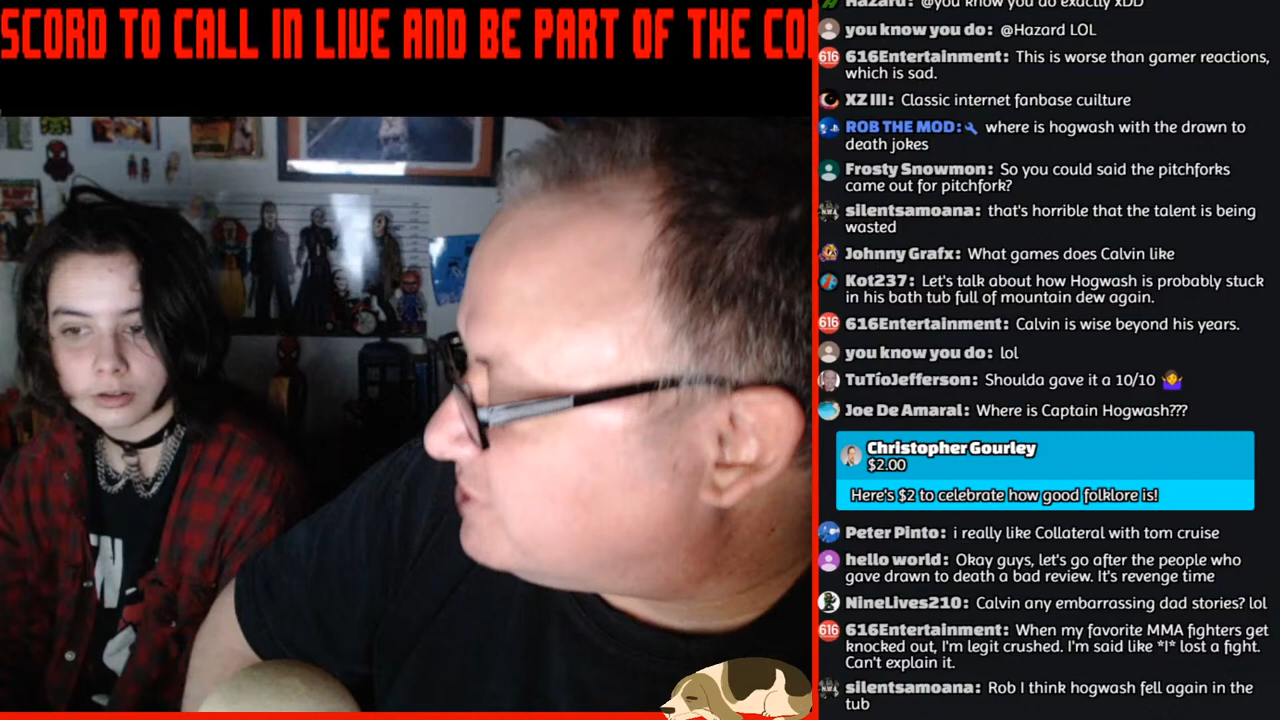 SCORD TO CALL IN LIVE AND BE PART OF THE CO
Hazard: @you know you do exactly xDD
you know you do: @Hazard LOL
616Entertainment: This is worse than gamer reactions,
which is sad.
XZ III: Classic internet fanbase cuilture
ROB THE MOD: where is hogwash with the drawn to
death jokes
Frosty Snowmon: So you could said the pitchforks
came out for pitchfork?
silentsamoana: that's horrible that the talent is being
wasted
Johnny Grafx: What games does Calvin like
Kot237: Let's talk about how Hogwash is probably stuck
in his bath tub full of mountain dew again.
616Entertainment: Calvin is wise beyond his years.
you know you do: lol
TuTíoJefferson: Shoulda gave it a 10/10 🤷
Joe De Amaral: Where is Captain Hogwash???
Christopher Gourley
$2.00
Here's $2 to celebrate how good folklore is!
Peter Pinto: i really like Collateral with tom cruise
hello world: Okay guys, let's go after the people who
gave drawn to death a bad review. It's revenge time
NineLives210: Calvin any embarrassing dad stories? lol
616Entertainment: When my favorite MMA fighters get
knocked out, I'm legit crushed. I'm said like *I* lost a fight.
Can't explain it.
silentsamoana: Rob I think hogwash fell again in the
tub